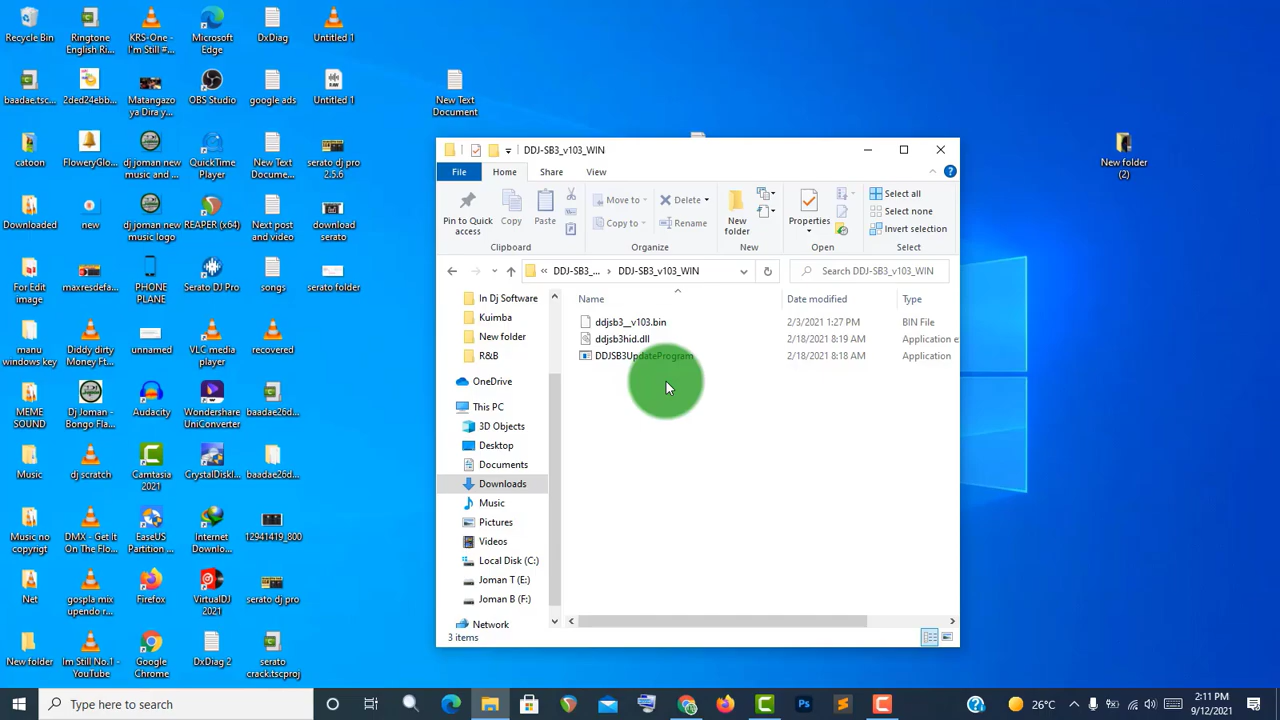 Recycle Bin
Ringtone
English Ri...
KRS-One -
I'm Still #...
Microsoft
Edge
DxDiag
Untitled 1
baadae.tsc...
2ded24ebb...
Matangazo
ya Dira y...
OBS Studio
google ads
Untitled 1
New Text
Document
catoon
FloweryGlo...
dj joman new
music and ...
QuickTime
Player
New Text
Docume...
serato dj pro
2.5.6
New folder
(2)
Downloaded
new
dj joman new
music logo
REAPER (x64)
Next post
and video
download
serato
For Edit
image
maxresdefa...
PHONE
PLANE
Serato DJ Pro
songs
serato folder
manu
windows key
Diddy dirty
Money Ft...
unnamed
VLC media
player
recovered
MEME
SOUND
Dj Joman -
Bongo Fla...
Audacity
Wondershare
UniConverter
baadae26d...
Music
dj scratch
Camtasia
2021
CrystalDiskI...
baadae26d...
Music no
copyrigt
DMX - Get It
On The Flo...
EaseUS
Partition ...
Internet
Downlo...
12941419_800
Net
gospla mix
upendo r...
Firefox
VirtualDJ
2021
serato dj pro
New folder
Im Still No.1 -
YouTube
Google
Chrome
DxDiag 2
serato
crack.tscproj
DDJ-SB3_v103_WIN
File
Home
Share
View
Pin to Quick
access
Copy
Paste
Move to
Copy to
Delete
Rename
New
folder
Properties
Select all
Select none
Invert selection
Clipboard
Organize
New
Open
Select
« DDJ-SB3_... › DDJ-SB3_v103_WIN
Search DDJ-SB3_v103_WIN
Name
Date modified
Type
ddjsb3__v103.bin
2/3/2021 1:27 PM
BIN File
ddjsb3hid.dll
2/18/2021 8:19 AM
Application e
DDJSB3UpdateProgram
2/18/2021 8:18 AM
Application
In Dj Software
Kuimba
New folder
R&B
OneDrive
This PC
3D Objects
Desktop
Documents
Downloads
Music
Pictures
Videos
Local Disk (C:)
Joman T (E:)
Joman B (F:)
Network
3 items
Type here to search
Ps
26°C
2:11 PM
9/12/2021